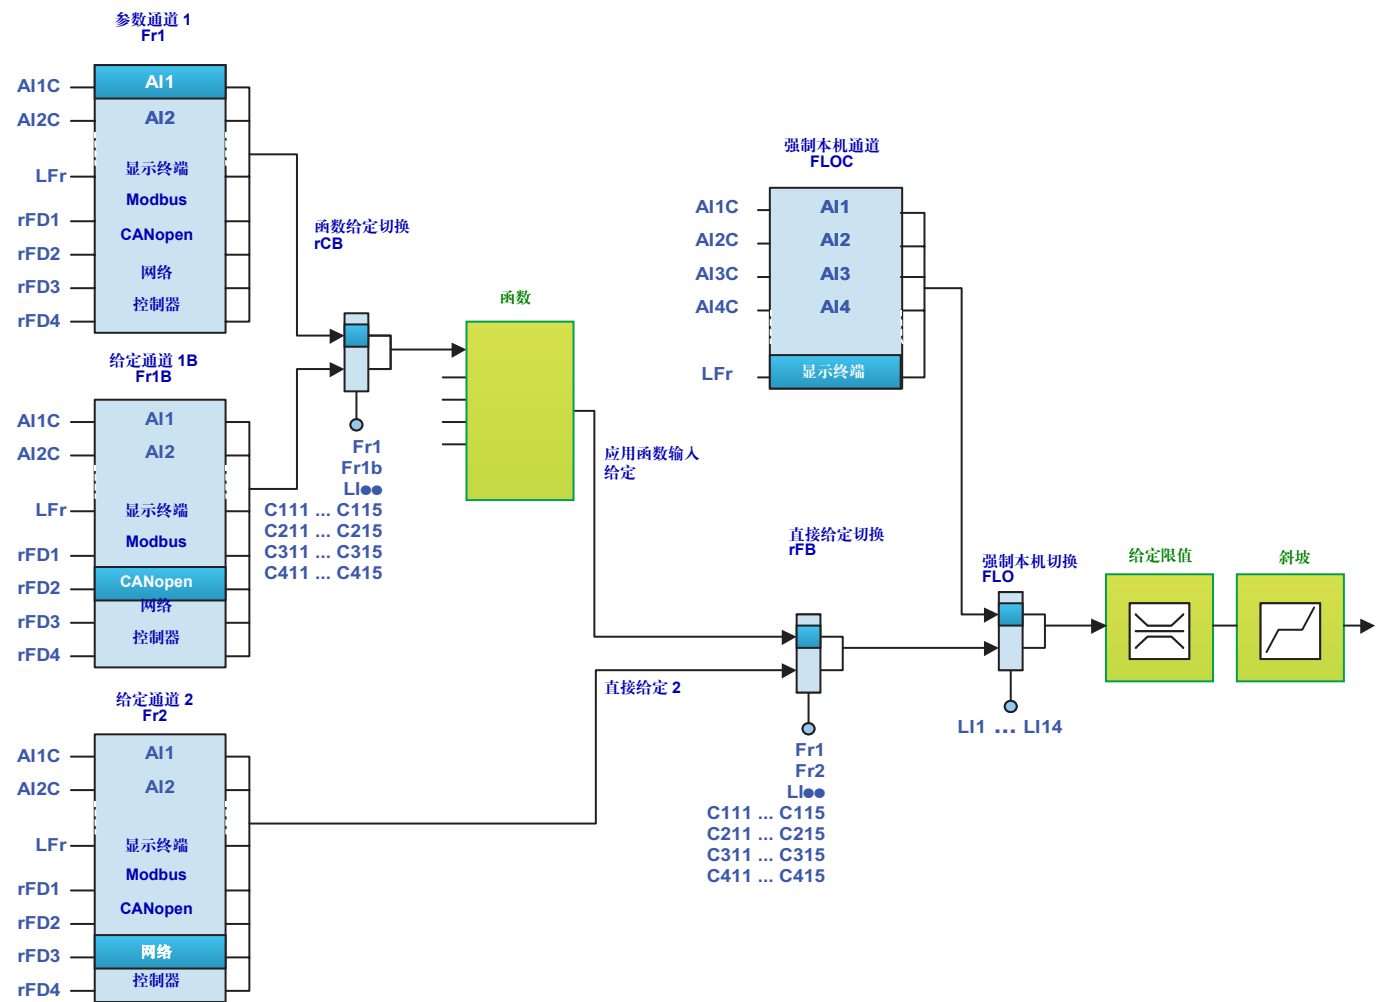 参数通道 1
Fr1
AI1C
AI1
AI2C
AI2
LFr
显示终端
Modbus
rFD1
CANopen
rFD2
网络
rFD3
控制器
rFD4
函数给定切换
rCB
给定通道 1B
Fr1B
AI1C
AI1
AI2C
AI2
LFr
显示终端
Modbus
rFD1
CANopen
rFD2
网络
rFD3
控制器
rFD4
Fr1
Fr1b
LI●●
C111 ... C115
C211 ... C215
C311 ... C315
C411 ... C415
函数
应用函数输入
给定
给定通道 2
Fr2
AI1C
AI1
AI2C
AI2
LFr
显示终端
Modbus
rFD1
CANopen
rFD2
网络
rFD3
控制器
rFD4
直接给定 2
强制本机通道
FLOC
AI1C
AI1
AI2C
AI2
AI3C
AI3
AI4C
AI4
LFr
显示终端
直接给定切换
rFB
Fr1
Fr2
LI●●
C111 ... C115
C211 ... C215
C311 ... C315
C411 ... C415
强制本机切换
FLO
LI1 ... LI14
给定限值
斜坡